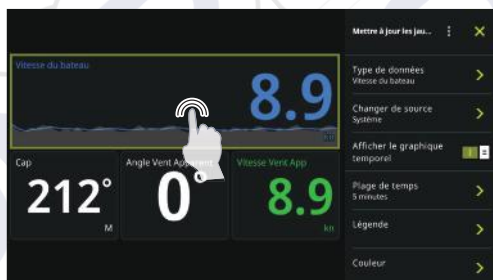 Vitesse du bateau
8.9
kn
Cap
212°
M
Angle Vent Apparent
0°
Vitesse Vent App
8.9
kn
Mettre à jour les jau...
Type de données
Vitesse du bateau
Changer de source
Système
Afficher le graphique
temporel
Plage de temps
5 minutes
Légende
Couleur